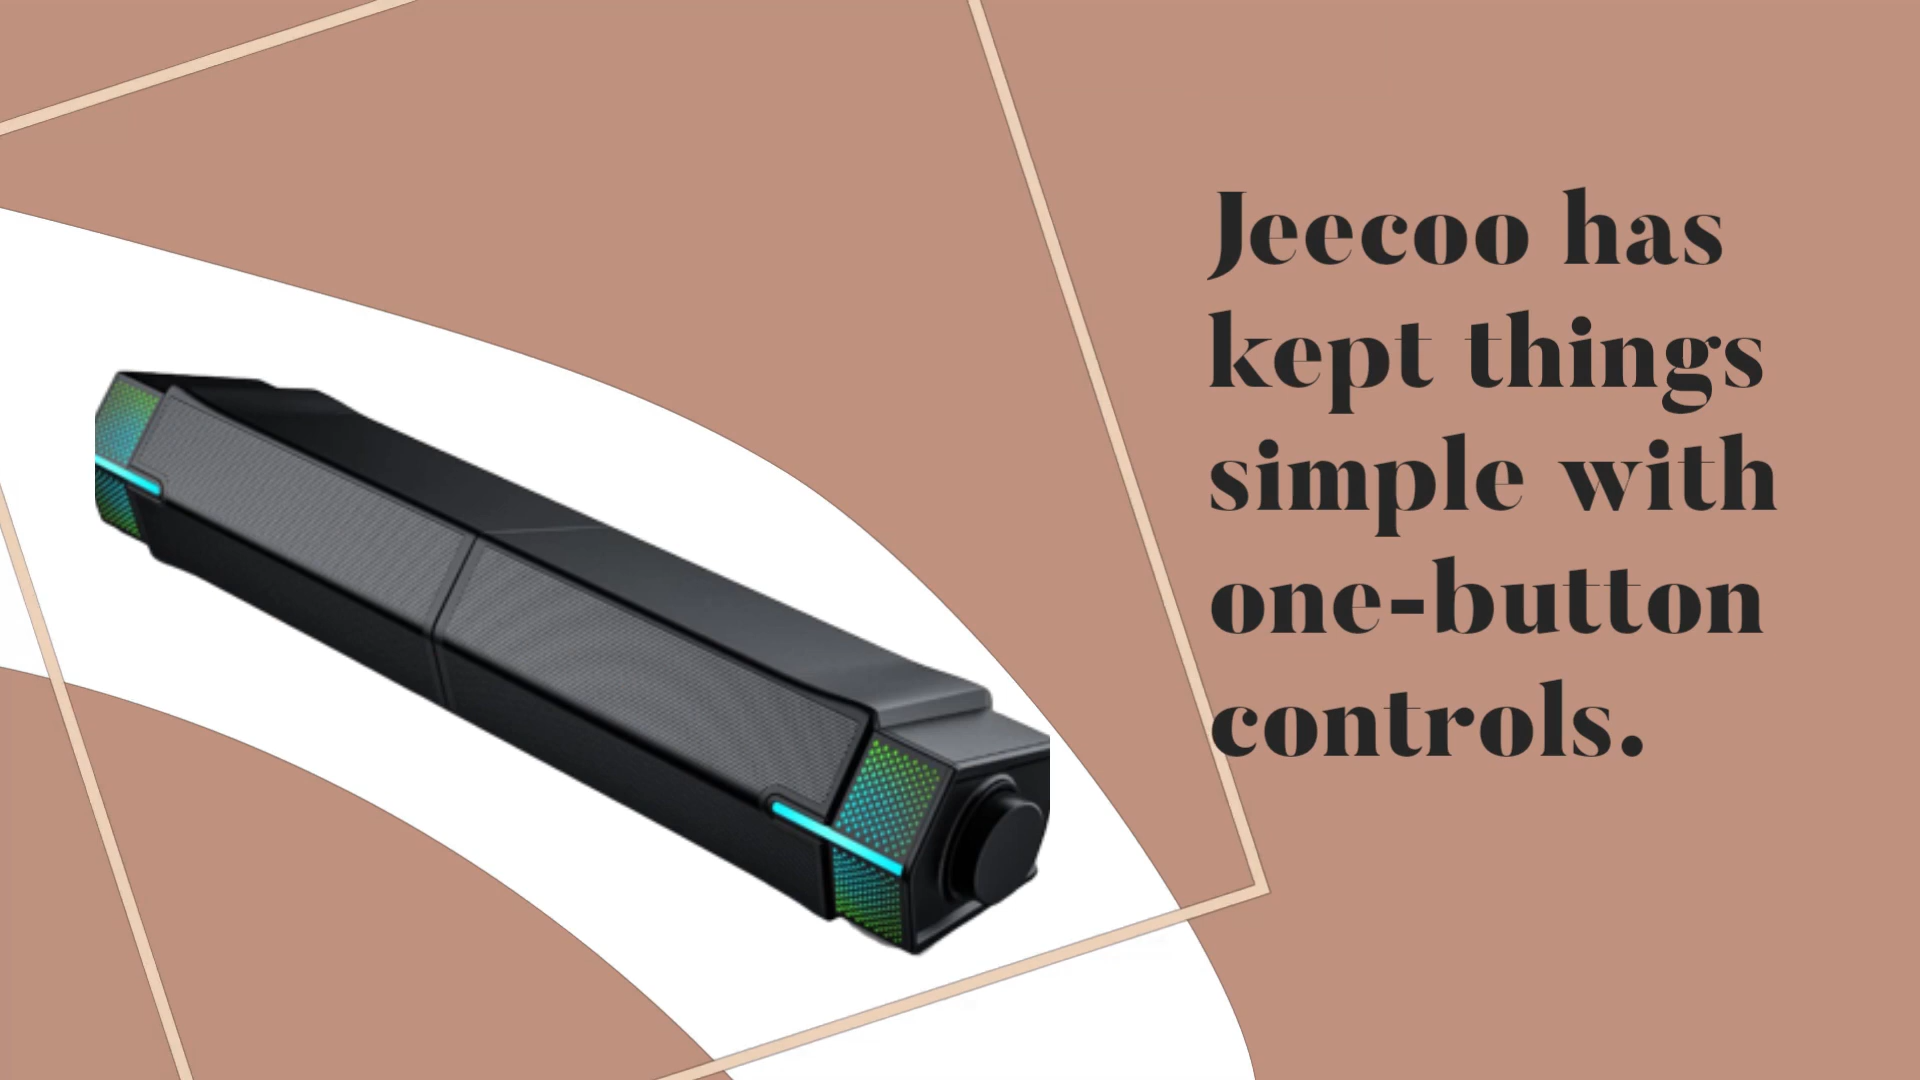 Jeecoo has
kept things
simple with
one-button
controls.